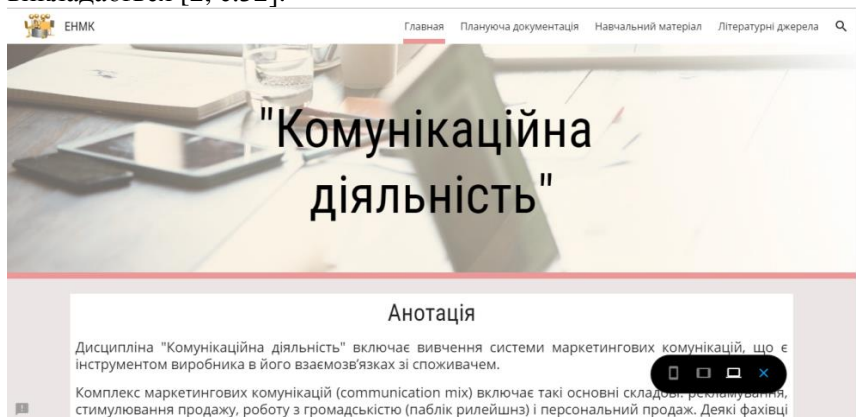 ЕНМК
Главная Плануюча документація Навчальний матеріал Літературні джерела
"Комунікаційна
діяльність"
Анотація
Дисципліна "Комунікаційна діяльність" включає вивчення системи маркетингових комунікацій, що є
інструментом виробника в його взаємозв'язках зі споживачем.
Комплекс маркетингових комунікацій (communication mix) включає такі основні складові: рекламування,
стимулювання продажу, роботу з громадськістю (паблік рилейшнз) і персональний продаж. Деякі фахівці